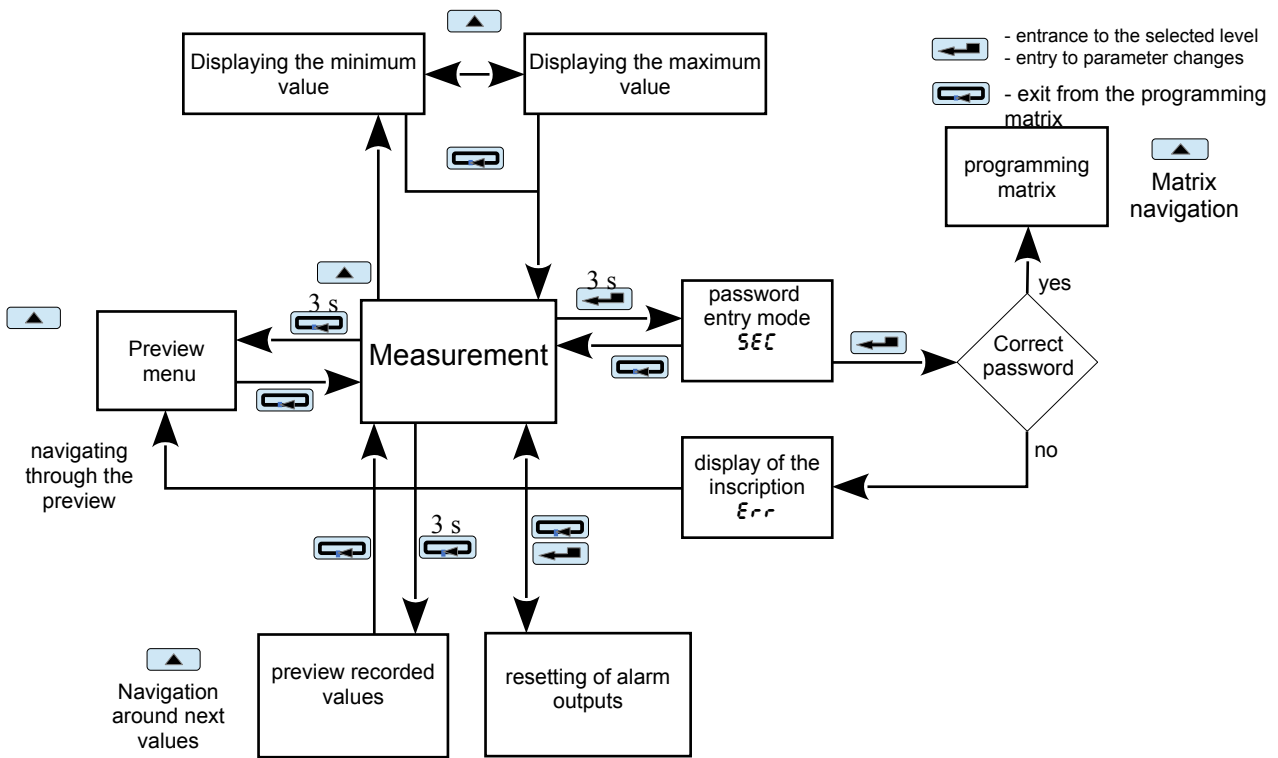 Displaying the minimum
value
Displaying the maximum
value
- entrance to the selected level
- entry to parameter changes
- exit from the programming
matrix
programming
matrix
Matrix
navigation
3 s
3 s
password
entry mode
SEC
yes
Preview
menu
Measurement
Correct
password
no
navigating
through the
preview
display of the
inscription
Err
3 s
Navigation
around next
values
preview recorded
values
resetting of alarm
outputs